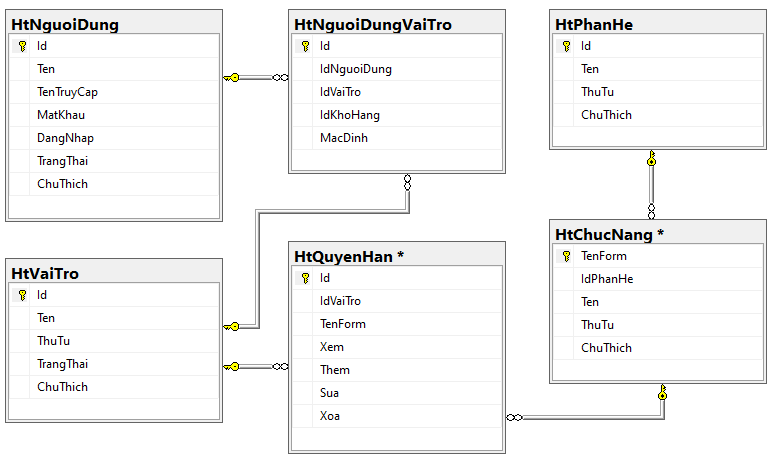 HtNguoiDung
Id
Ten
TenTruyCap
MatKhau
DangNhap
TrangThai
ChuThich
HtNguoiDungVaiTro
Id
IdNguoiDung
IdVaiTro
IdKhoHang
MacDinh
HtPhanHe
Id
Ten
ThuTu
ChuThich
HtVaiTro
Id
Ten
ThuTu
TrangThai
ChuThich
HtQuyenHan *
Id
IdVaiTro
TenForm
Xem
Them
Sua
Xoa
HtChucNang *
TenForm
IdPhanHe
Ten
ThuTu
ChuThich